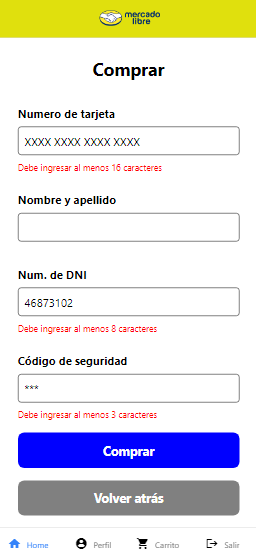 mercado
libre
Comprar
Numero de tarjeta
XXXX XXXX XXXX XXXX
Debe ingresar al menos 16 caracteres
Nombre y apellido
Num. de DNI
46873102
Debe ingresar al menos 8 caracteres
Código de seguridad
***
Debe ingresar al menos 3 caracteres
Comprar
Volver atrás
Home Perfil Carrito Salir